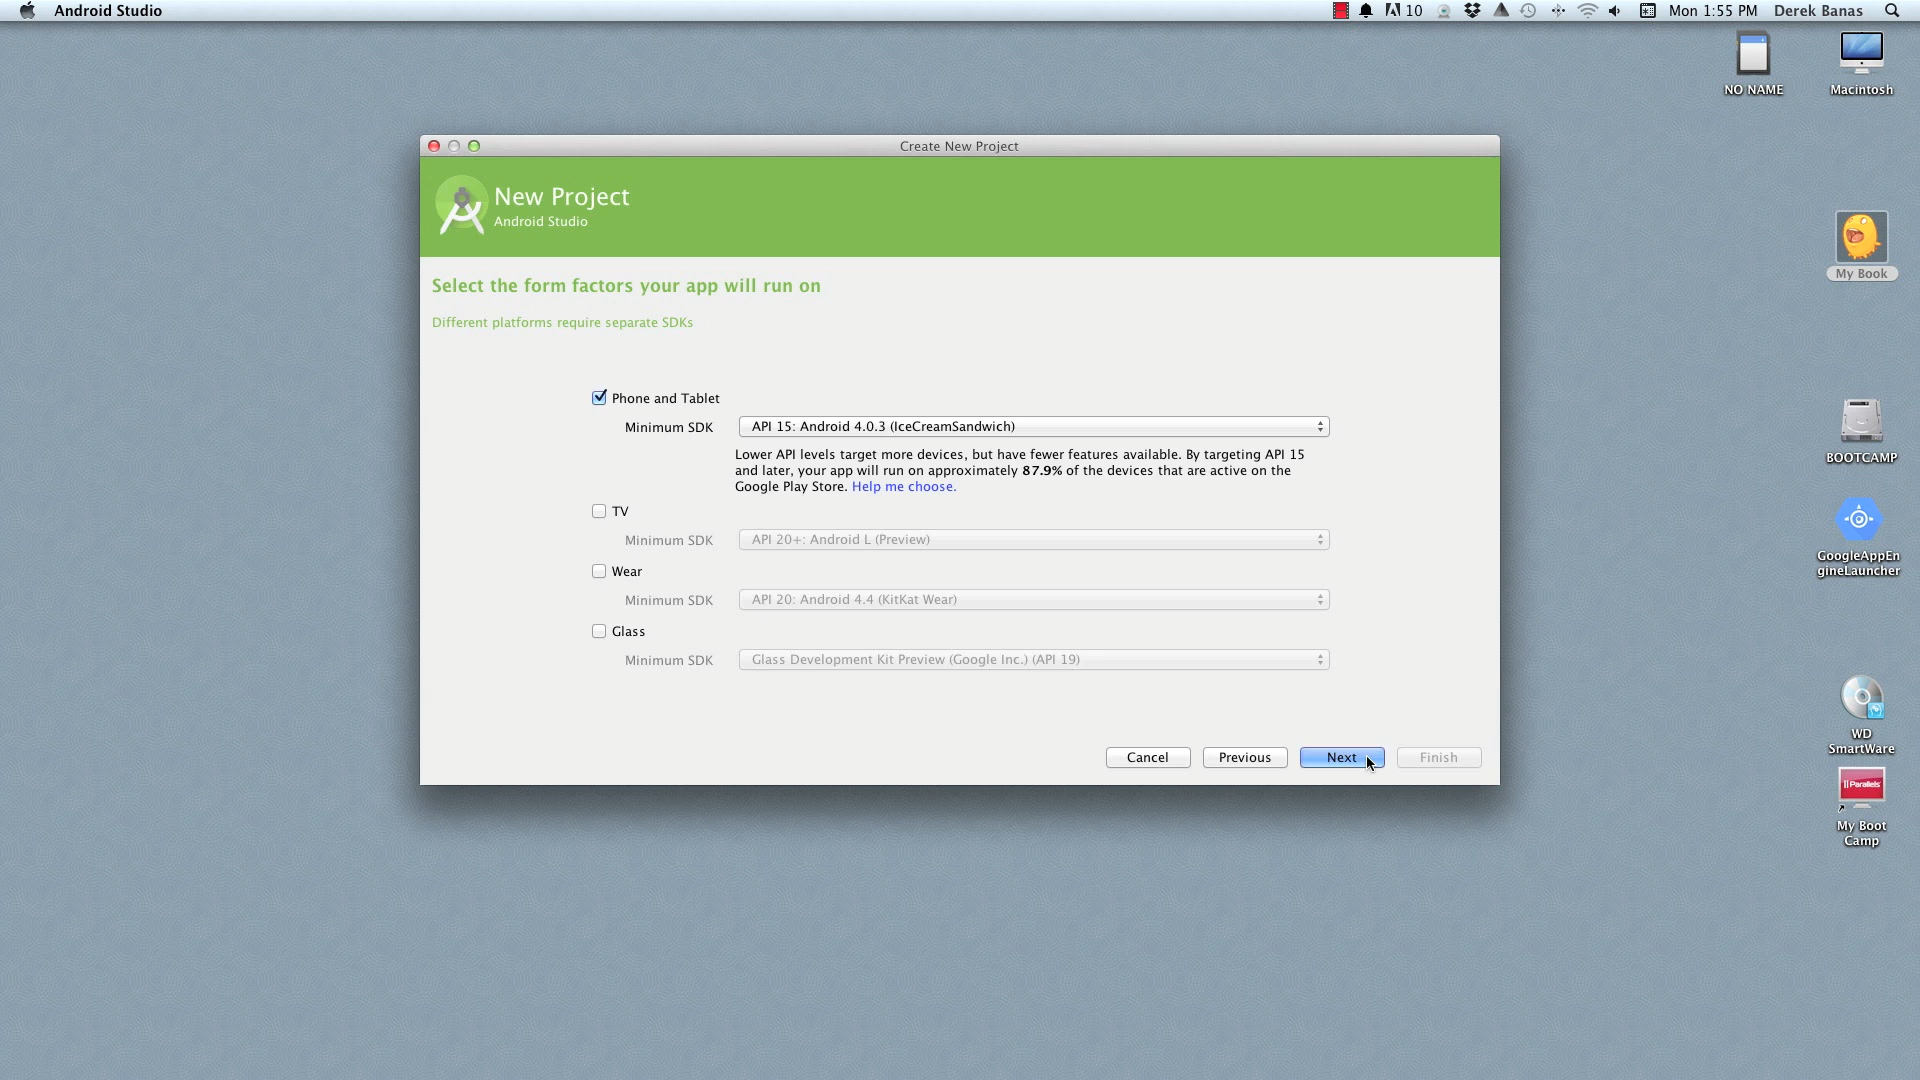 Android Studio
10
Mon 1:55 PM
Derek Banas
NO NAME
Macintosh
Create New Project
New Project
Android Studio
My Book
Select the form factors your app will run on
Different platforms require separate SDKs
Phone and Tablet
Minimum SDK
API 15: Android 4.0.3 (IceCreamSandwich)
Lower API levels target more devices, but have fewer features available. By targeting API 15
and later, your app will run on approximately 87.9% of the devices that are active on the
Google Play Store. Help me choose.
BOOTCAMP
TV
Minimum SDK
API 20+: Android L (Preview)
GoogleAppEn
gineLauncher
Wear
Minimum SDK
API 20: Android 4.4 (KitKat Wear)
Glass
Minimum SDK
Glass Development Kit Preview (Google Inc.) (API 19)
WD
SmartWare
Cancel
Previous
Next
Finish
|| Parallels
My Boot
Camp